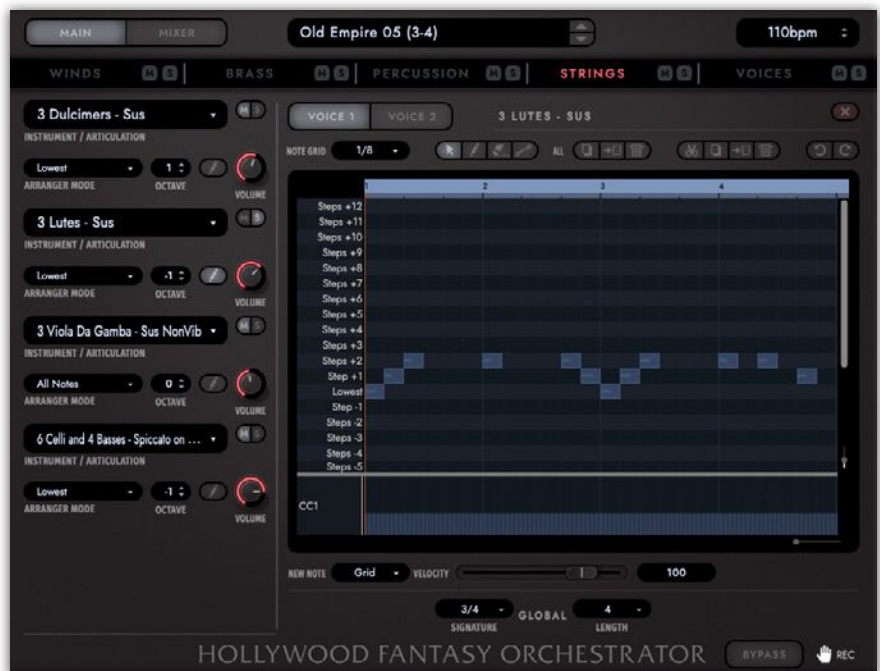 MAIN MIXER Old Empire 05 (3-4) 110bpm
WINDS M S BRASS M S PERCUSSION M S STRINGS M S VOICES M S
3 Dulcimers - Sus M S
INSTRUMENT / ARTICULATION
Lowest 1
ARRANGER MODE OCTAVE VOLUME
3 Lutes - Sus M S
INSTRUMENT / ARTICULATION
Lowest -1
ARRANGER MODE OCTAVE VOLUME
3 Viola Da Gamba - Sus NonVib M S
INSTRUMENT / ARTICULATION
All Notes 0
ARRANGER MODE OCTAVE VOLUME
6 Celli and 4 Basses - Spiccato on ... M S
INSTRUMENT / ARTICULATION
Lowest -1
ARRANGER MODE OCTAVE VOLUME
VOICE 1 VOICE 2 3 LUTES - SUS
NOTE GRID 1/8 ALL
1 2 3 4
Steps +12
Steps +11
Steps +10
Steps +9
Steps +8
Steps +7
Steps +6
Steps +5
Steps +4
Steps +3
Steps +2
Step +1
Lowest
Step -1
Steps -2
Steps -3
Steps -4
Steps -5
CC1
NEW NOTE Grid VELOCITY 100
3/4 GLOBAL 4
SIGNATURE LENGTH
HOLLYWOOD FANTASY ORCHESTRATOR BYPASS REC